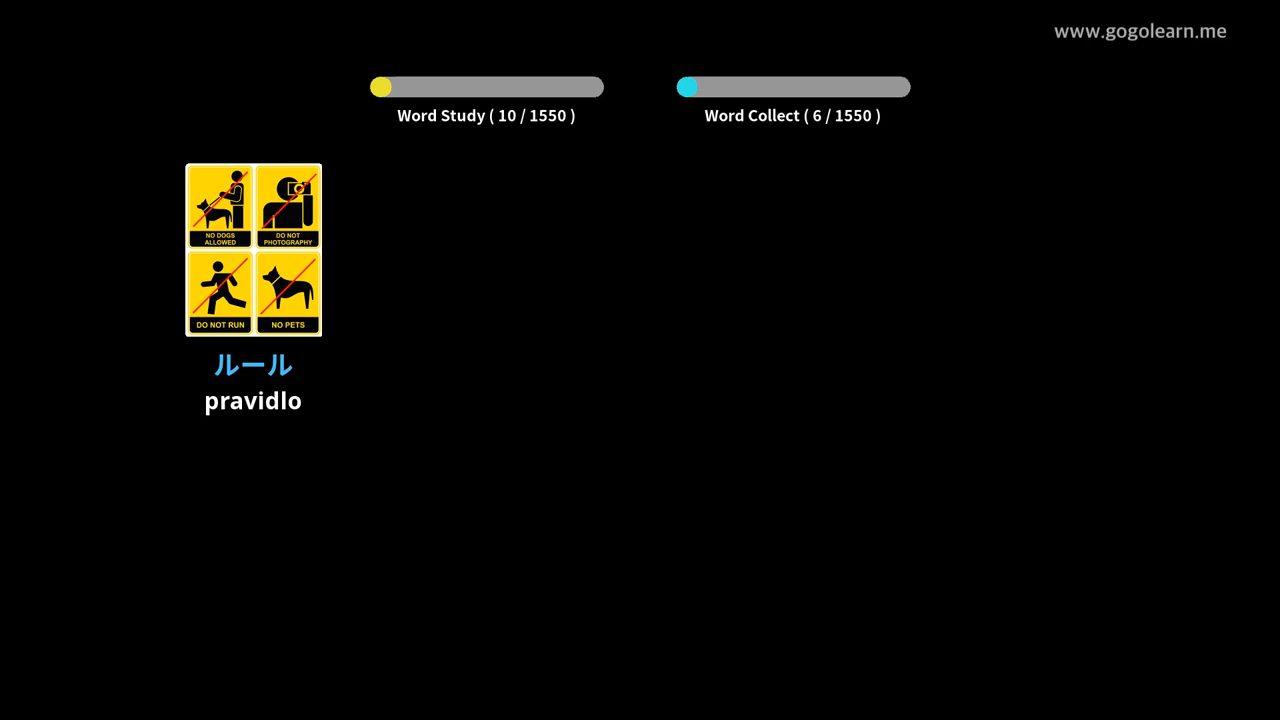 www.gogolearn.me
Word Study ( 10 / 1550 )
Word Collect ( 6 / 1550 )
NO DOGS
ALLOWED
DO NOT
PHOTOGRAPHY
DO NOT RUN
NO PETS
ルール
pravidlo